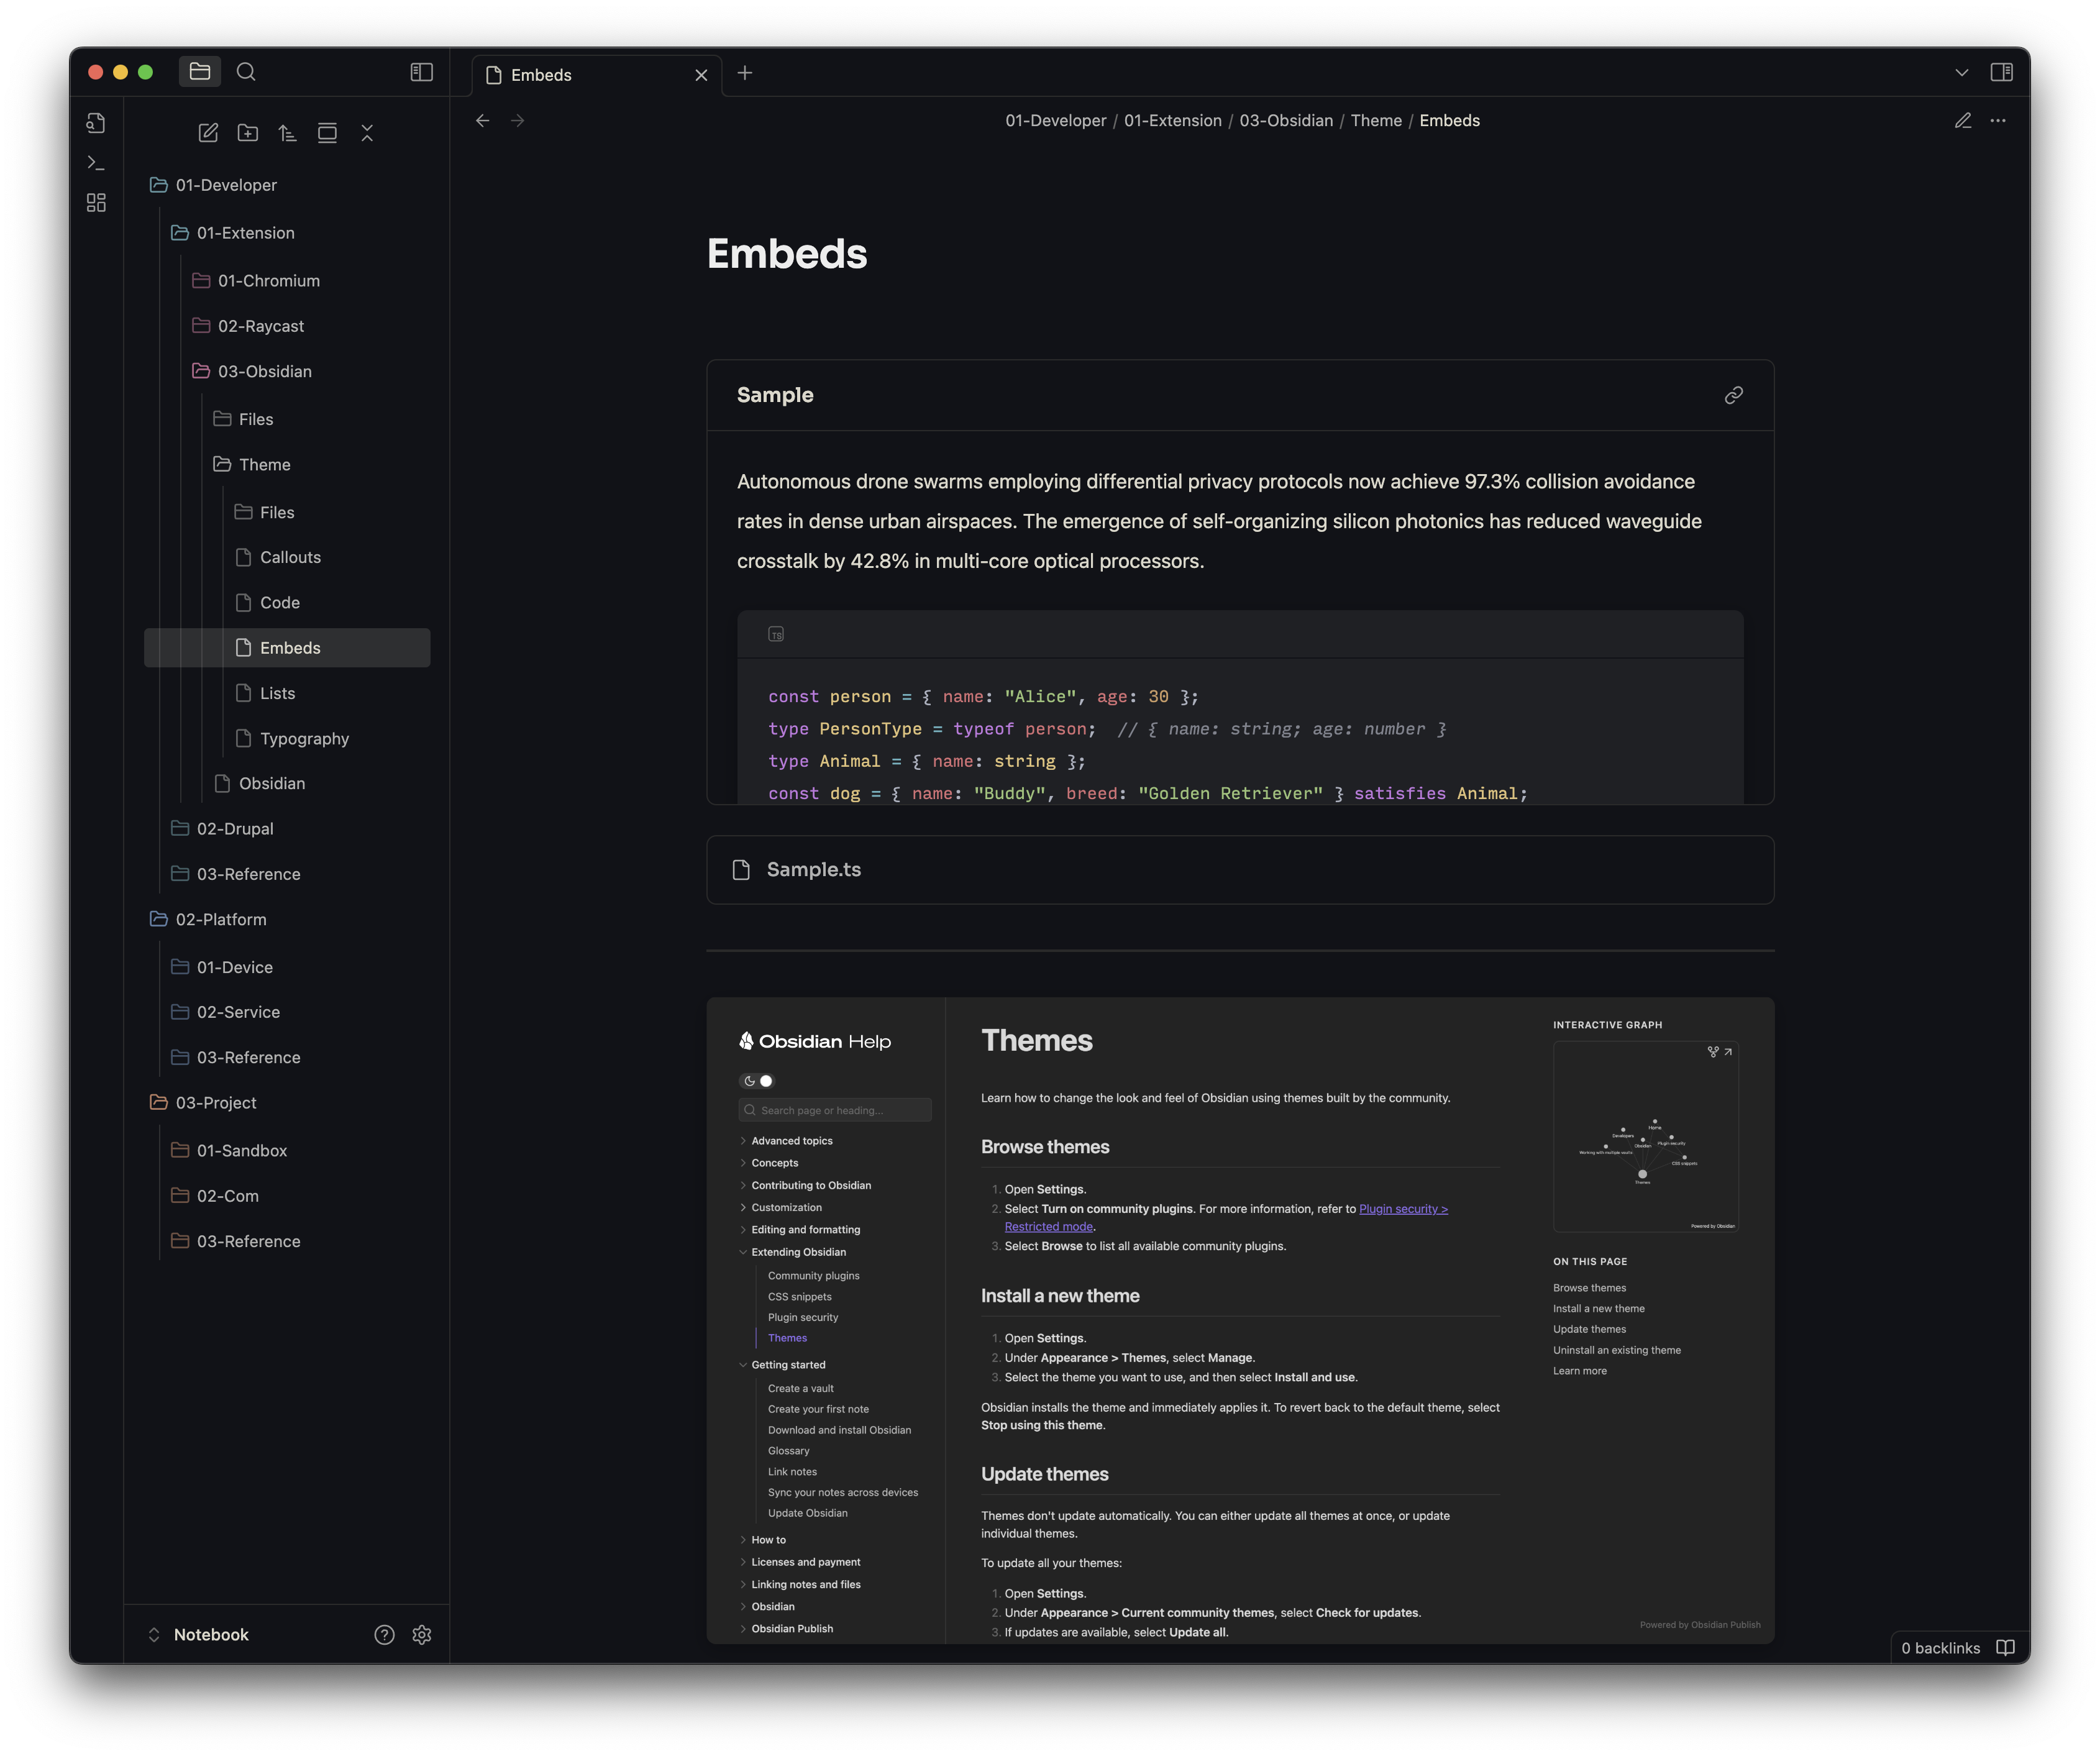 Embeds
01-Developer / 01-Extension / 03-Obsidian / Theme / Embeds
01-Developer
01-Extension
01-Chromium
02-Raycast
03-Obsidian
Files
Theme
Files
Callouts
Code
Embeds
Lists
Typography
Obsidian
02-Drupal
03-Reference
02-Platform
01-Device
02-Service
03-Reference
03-Project
01-Sandbox
02-Com
03-Reference
Notebook
Embeds
Sample
Autonomous drone swarms employing differential privacy protocols now achieve 97.3% collision avoidance
rates in dense urban airspaces. The emergence of self-organizing silicon photonics has reduced waveguide
crosstalk by 42.8% in multi-core optical processors.
TS
const person = { name: "Alice", age: 30 };
type PersonType = typeof person;  // { name: string; age: number }
type Animal = { name: string };
const dog = { name: "Buddy", breed: "Golden Retriever" } satisfies Animal;
Sample.ts
Obsidian Help
Search page or heading...
Advanced topics
Concepts
Contributing to Obsidian
Customization
Editing and formatting
Extending Obsidian
Community plugins
CSS snippets
Plugin security
Themes
Getting started
Create a vault
Create your first note
Download and install Obsidian
Glossary
Link notes
Sync your notes across devices
Update Obsidian
How to
Licenses and payment
Linking notes and files
Obsidian
Obsidian Publish
Themes
Learn how to change the look and feel of Obsidian using themes built by the community.
Browse themes
1. Open Settings.
2. Select Turn on community plugins. For more information, refer to Plugin security >
Restricted mode.
3. Select Browse to list all available community plugins.
Install a new theme
1. Open Settings.
2. Under Appearance > Themes, select Manage.
3. Select the theme you want to use, and then select Install and use.
Obsidian installs the theme and immediately applies it. To revert back to the default theme, select
Stop using this theme.
Update themes
Themes don't update automatically. You can either update all themes at once, or update
individual themes.
To update all your themes:
1. Open Settings.
2. Under Appearance > Current community themes, select Check for updates.
3. If updates are available, select Update all.
INTERACTIVE GRAPH
Home
Developers
Obsidian
Plugin security
Working with multiple vaults
CSS snippets
Themes
Powered by Obsidian
ON THIS PAGE
Browse themes
Install a new theme
Update themes
Uninstall an existing theme
Learn more
Powered by Obsidian Publish
0 backlinks